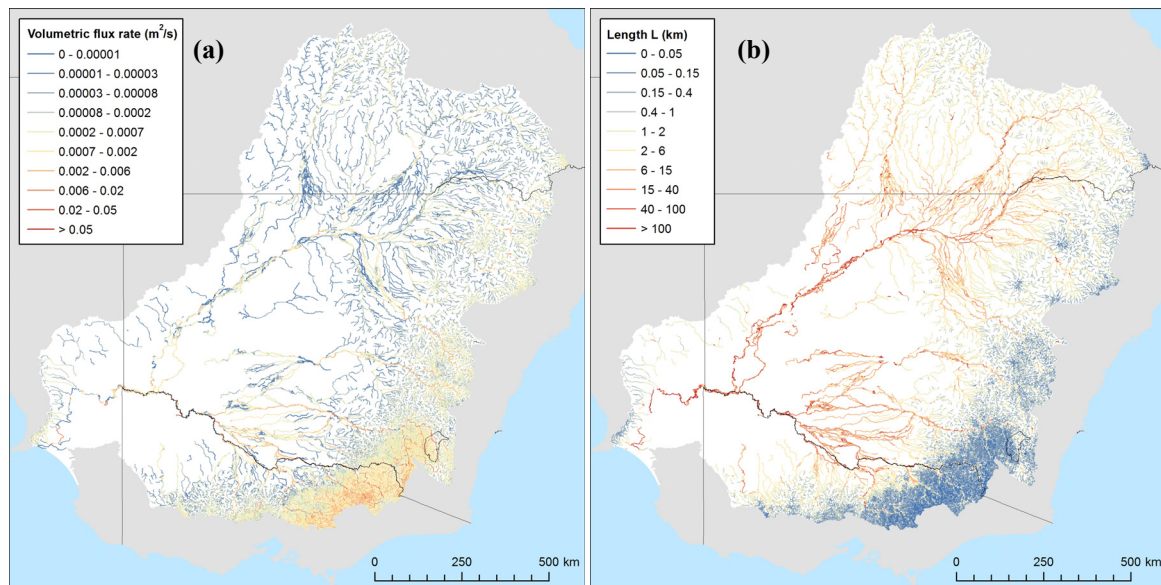 Volumetric flux rate (m²/s)
0 - 0.00001
0.00001 - 0.00003
0.00003 - 0.00008
0.00008 - 0.0002
0.0002 - 0.0007
0.0007 - 0.002
0.002 - 0.006
0.006 - 0.02
0.02 - 0.05
> 0.05
(a)
0 250 500 km
Length L (km)
0 - 0.05
0.05 - 0.15
0.15 - 0.4
0.4 - 1
1 - 2
2 - 6
6 - 15
15 - 40
40 - 100
> 100
(b)
0 250 500 km